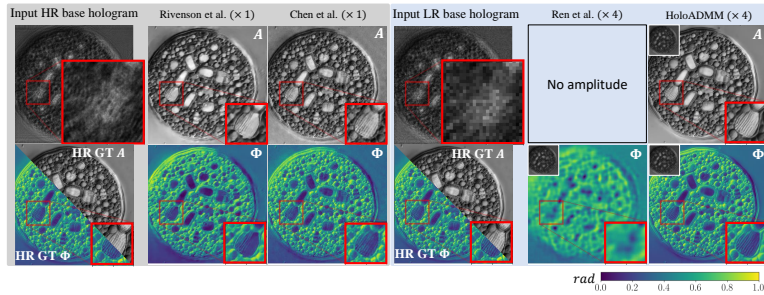 Input HR base hologram
Rivenson et al. (× 1)
Chen et al. (× 1)
Input LR base hologram
Ren et al. (× 4)
HoloADMM (× 4)
A
A
No amplitude
A
HR GT A
HR GT Φ
Φ
Φ
HR GT A
HR GT Φ
Φ
Φ
rad
0.0 0.2 0.4 0.6 0.8 1.0